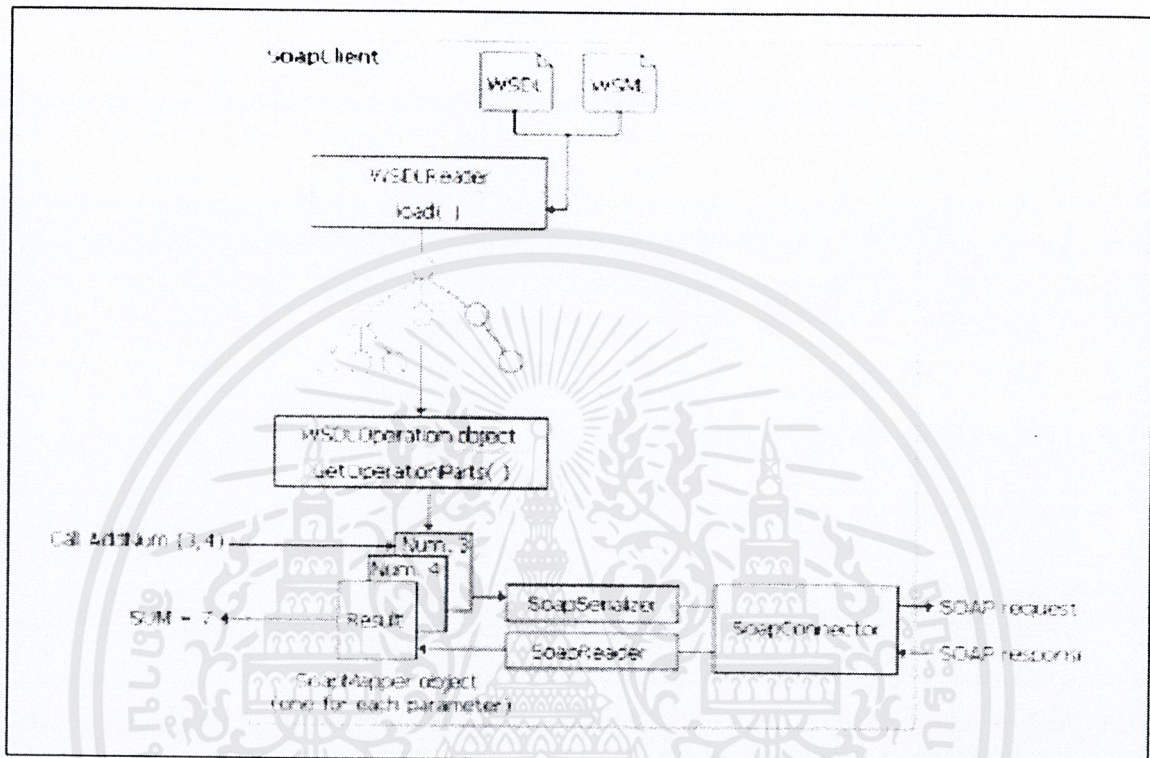 SoapClient
WSDL
WSML
WSDLReader
load( )
WSDLOperation object
GetOperationParts( )
Call AddNum (3,4)
Num. 3
Num. 4
SUM = 7
Result
SoapSerializer
SoapReader
SoapConnector
SOAP request
SOAP respons
SoapMapper object
(one for each parameter)